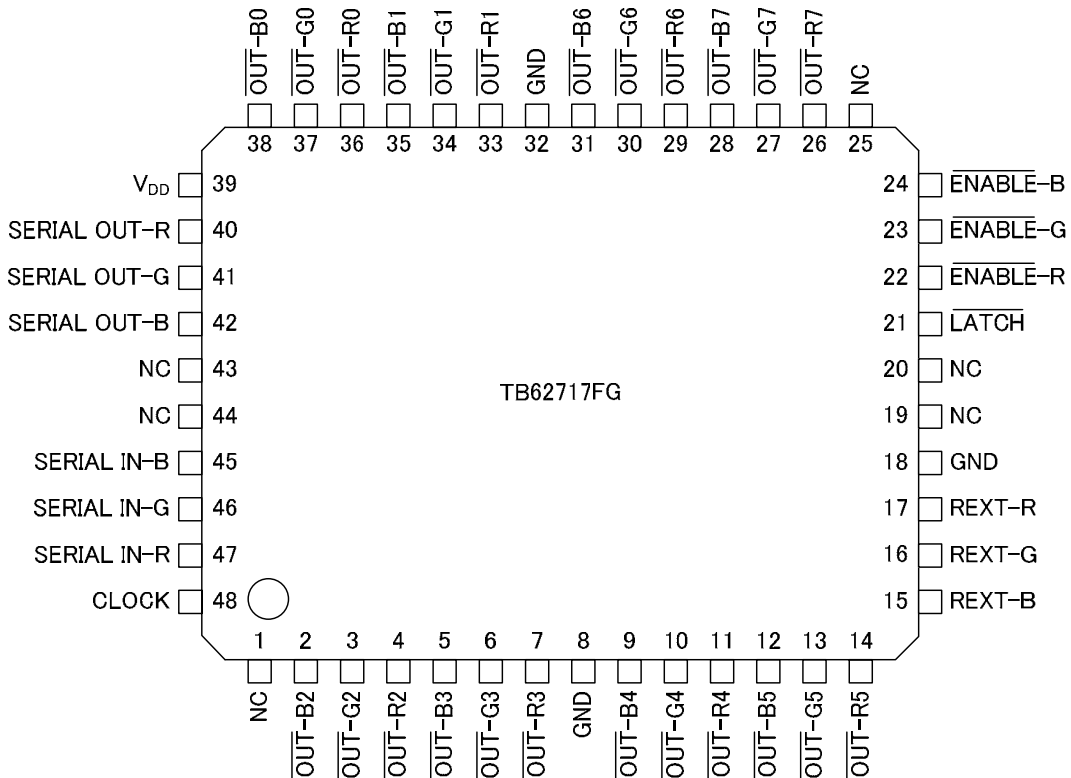 OUT-B0
OUT-G0
OUT-R0
OUT-B1
OUT-G1
OUT-R1
GND
OUT-B6
OUT-G6
OUT-R6
OUT-B7
OUT-G7
OUT-R7
NC
38 37 36 35 34 33 32 31 30 29 28 27 26 25
VDD 39
24 ENABLE-B
SERIAL OUT-R 40
23 ENABLE-G
SERIAL OUT-G 41
22 ENABLE-R
SERIAL OUT-B 42
21 LATCH
NC 43
20 NC
TB62717FG
NC 44
19 NC
SERIAL IN-B 45
18 GND
SERIAL IN-G 46
17 REXT-R
SERIAL IN-R 47
16 REXT-G
CLOCK 48
15 REXT-B
1 2 3 4 5 6 7 8 9 10 11 12 13 14
NC
OUT-B2
OUT-G2
OUT-R2
OUT-B3
OUT-G3
OUT-R3
GND
OUT-B4
OUT-G4
OUT-R4
OUT-B5
OUT-G5
OUT-R5